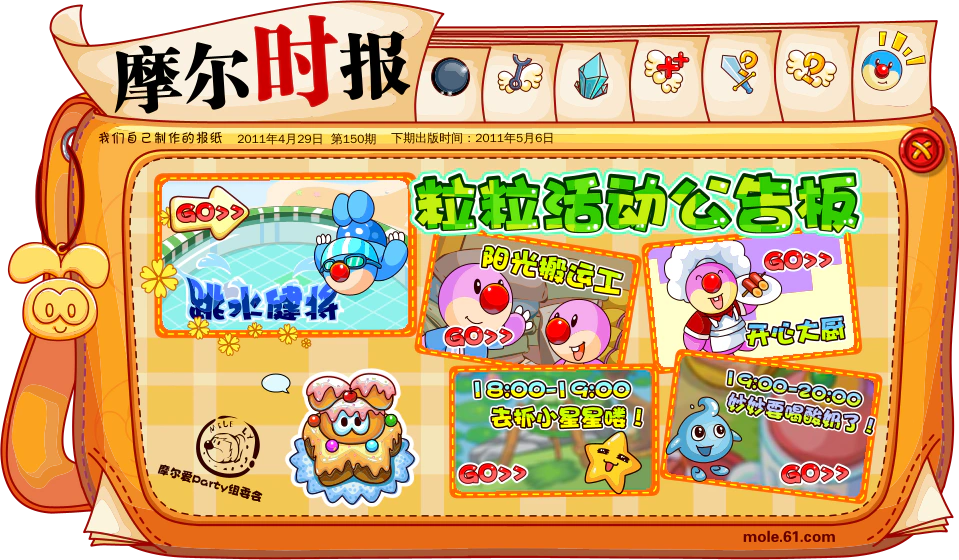 摩尔时报
我们自己制作的报纸 2011年4月29日 第150期 下期出版时间：2011年5月6日
粒粒活动公告板
GO>>
跳水健将
阳光搬运工
GO>>
GO>>
开心大厨
18:00-19:00
去抓小星星喽！
GO>>
19:00-20:00
妙妙要喝酸奶了！
GO>>
摩尔爱Party组委会
mole.61.com